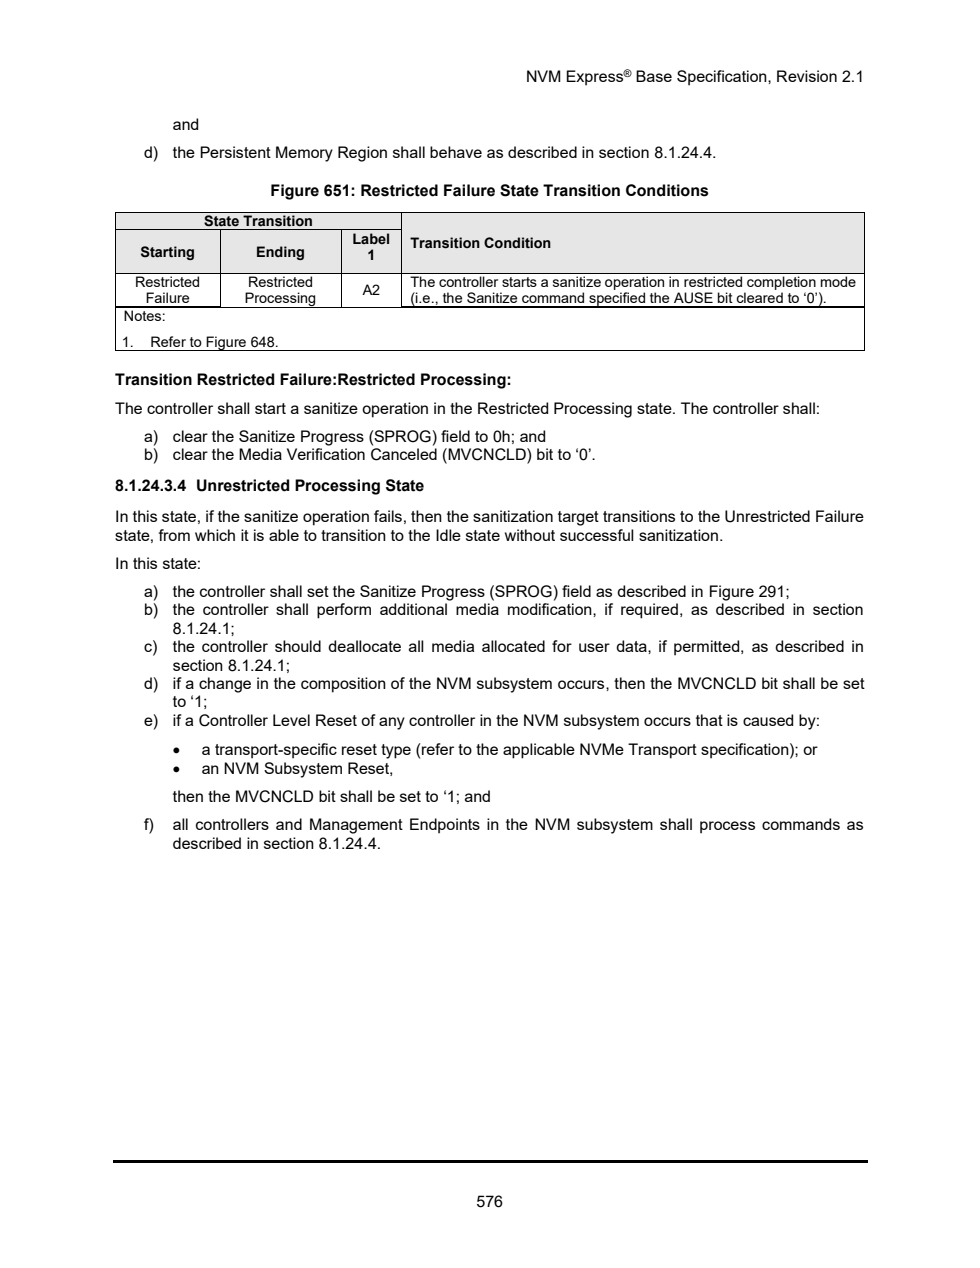 NVM Express® Base Specification, Revision 2.1
and
d) the Persistent Memory Region shall behave as described in section 8.1.24.4.
Figure 651: Restricted Failure State Transition Conditions
State Transition
Transition Condition
Starting
Ending
Label
1
Restricted
Failure
Restricted
Processing
A2
The controller starts a sanitize operation in restricted completion mode
(i.e., the Sanitize command specified the AUSE bit cleared to ‘0’).
Notes:
1. Refer to Figure 648.
Transition Restricted Failure:Restricted Processing:
The controller shall start a sanitize operation in the Restricted Processing state. The controller shall:
a) clear the Sanitize Progress (SPROG) field to 0h; and
b) clear the Media Verification Canceled (MVCNCLD) bit to ‘0’.
8.1.24.3.4 Unrestricted Processing State
In this state, if the sanitize operation fails, then the sanitization target transitions to the Unrestricted Failure
state, from which it is able to transition to the Idle state without successful sanitization.
In this state:
a) the controller shall set the Sanitize Progress (SPROG) field as described in Figure 291;
b) the controller shall perform additional media modification, if required, as described in section
8.1.24.1;
c) the controller should deallocate all media allocated for user data, if permitted, as described in
section 8.1.24.1;
d) if a change in the composition of the NVM subsystem occurs, then the MVCNCLD bit shall be set
to ‘1;
e) if a Controller Level Reset of any controller in the NVM subsystem occurs that is caused by:
• a transport-specific reset type (refer to the applicable NVMe Transport specification); or
• an NVM Subsystem Reset,
then the MVCNCLD bit shall be set to ‘1; and
f) all controllers and Management Endpoints in the NVM subsystem shall process commands as
described in section 8.1.24.4.
576